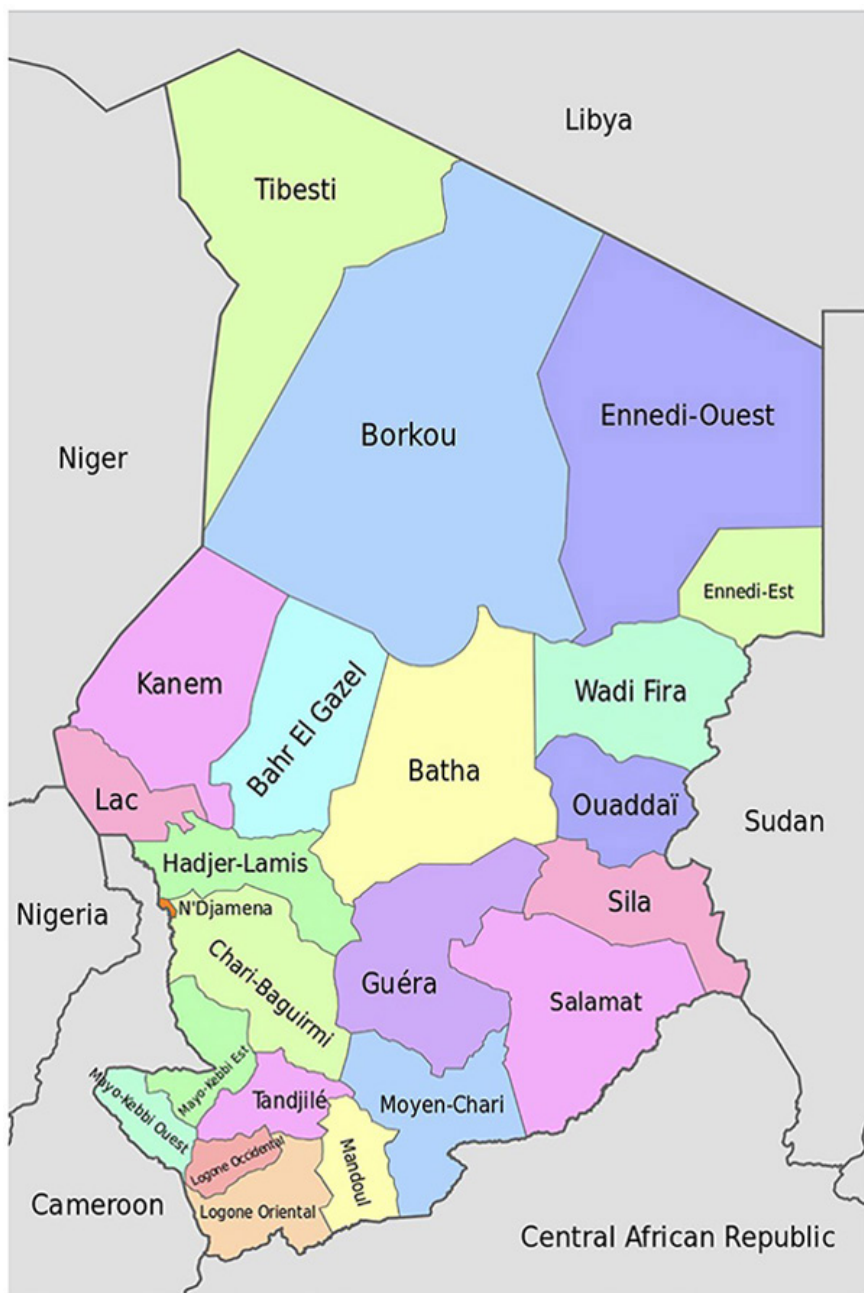 Libya
Tibesti
Ennedi-Ouest
Borkou
Niger
Ennedi-Est
Kanem
Wadi Fira
Bahr El Gazel
Batha
Lac
Ouaddaï
Sudan
Hadjer-Lamis
Nigeria
N'Djamena
Sila
Chari-Baguirmi
Guéra
Salamat
Mayo-Kebbi Est
Mayo-Kebbi Ouest
Tandjilé
Moyen-Chari
Logone Occidental
Mandoul
Cameroon
Logone Oriental
Central African Republic